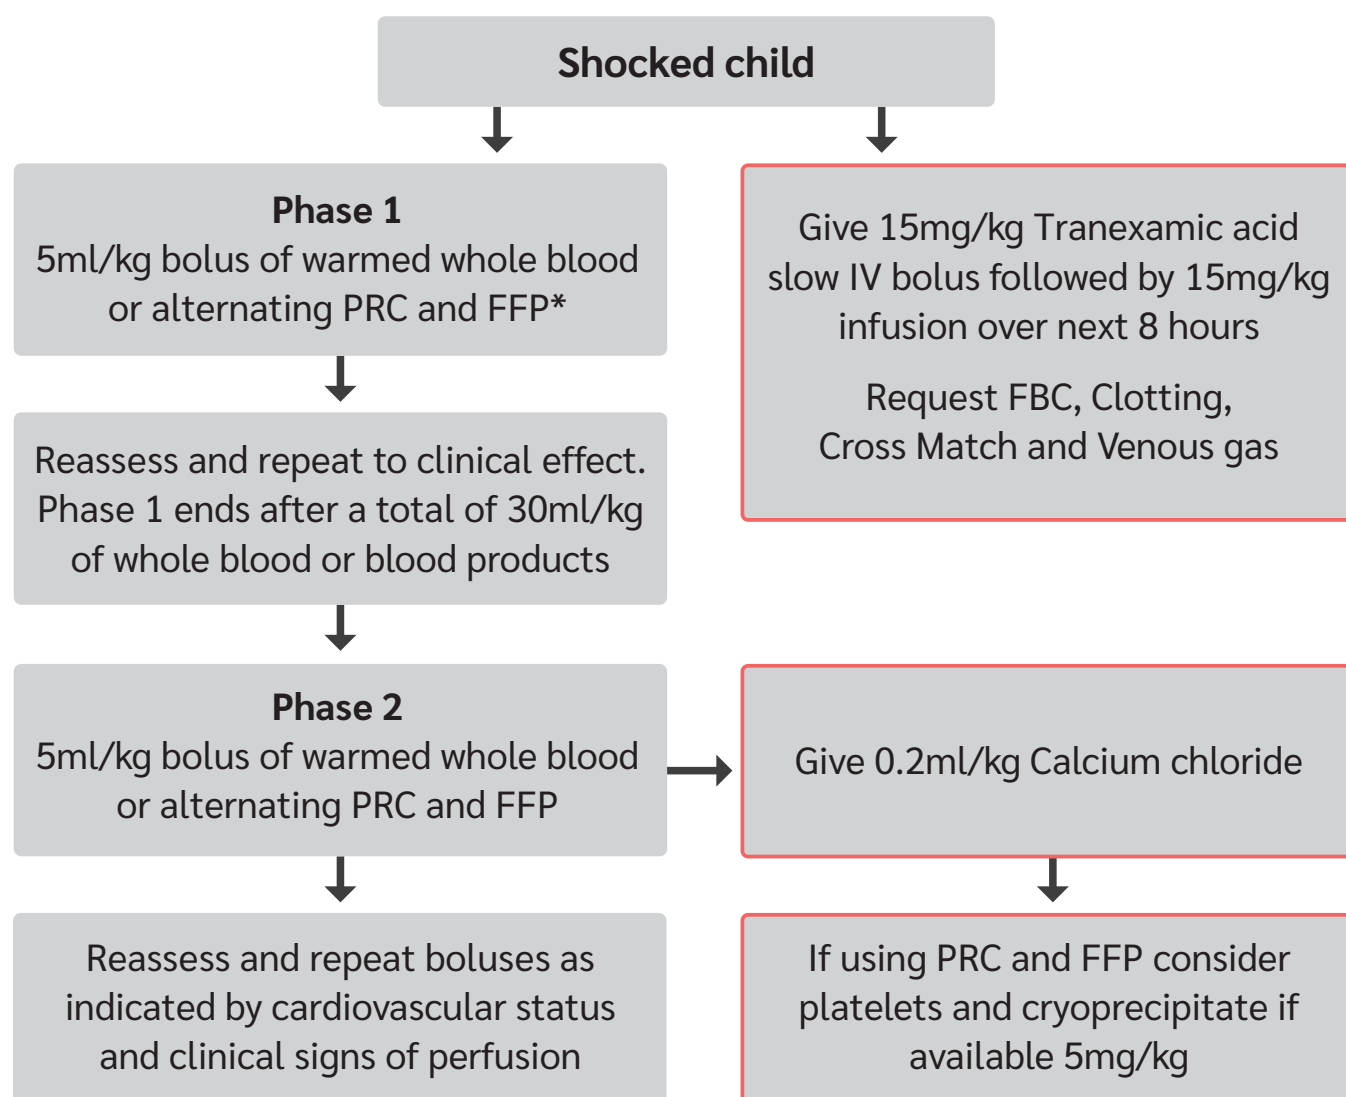 Shocked child
Phase 1
5ml/kg bolus of warmed whole blood
or alternating PRC and FFP*
Give 15mg/kg Tranexamic acid
slow IV bolus followed by 15mg/kg
infusion over next 8 hours
Request FBC, Clotting,
Cross Match and Venous gas
Reassess and repeat to clinical effect.
Phase 1 ends after a total of 30ml/kg
of whole blood or blood products
Phase 2
5ml/kg bolus of warmed whole blood
or alternating PRC and FFP
Give 0.2ml/kg Calcium chloride
Reassess and repeat boluses as
indicated by cardiovascular status
and clinical signs of perfusion
If using PRC and FFP consider
platelets and cryoprecipitate if
available 5mg/kg